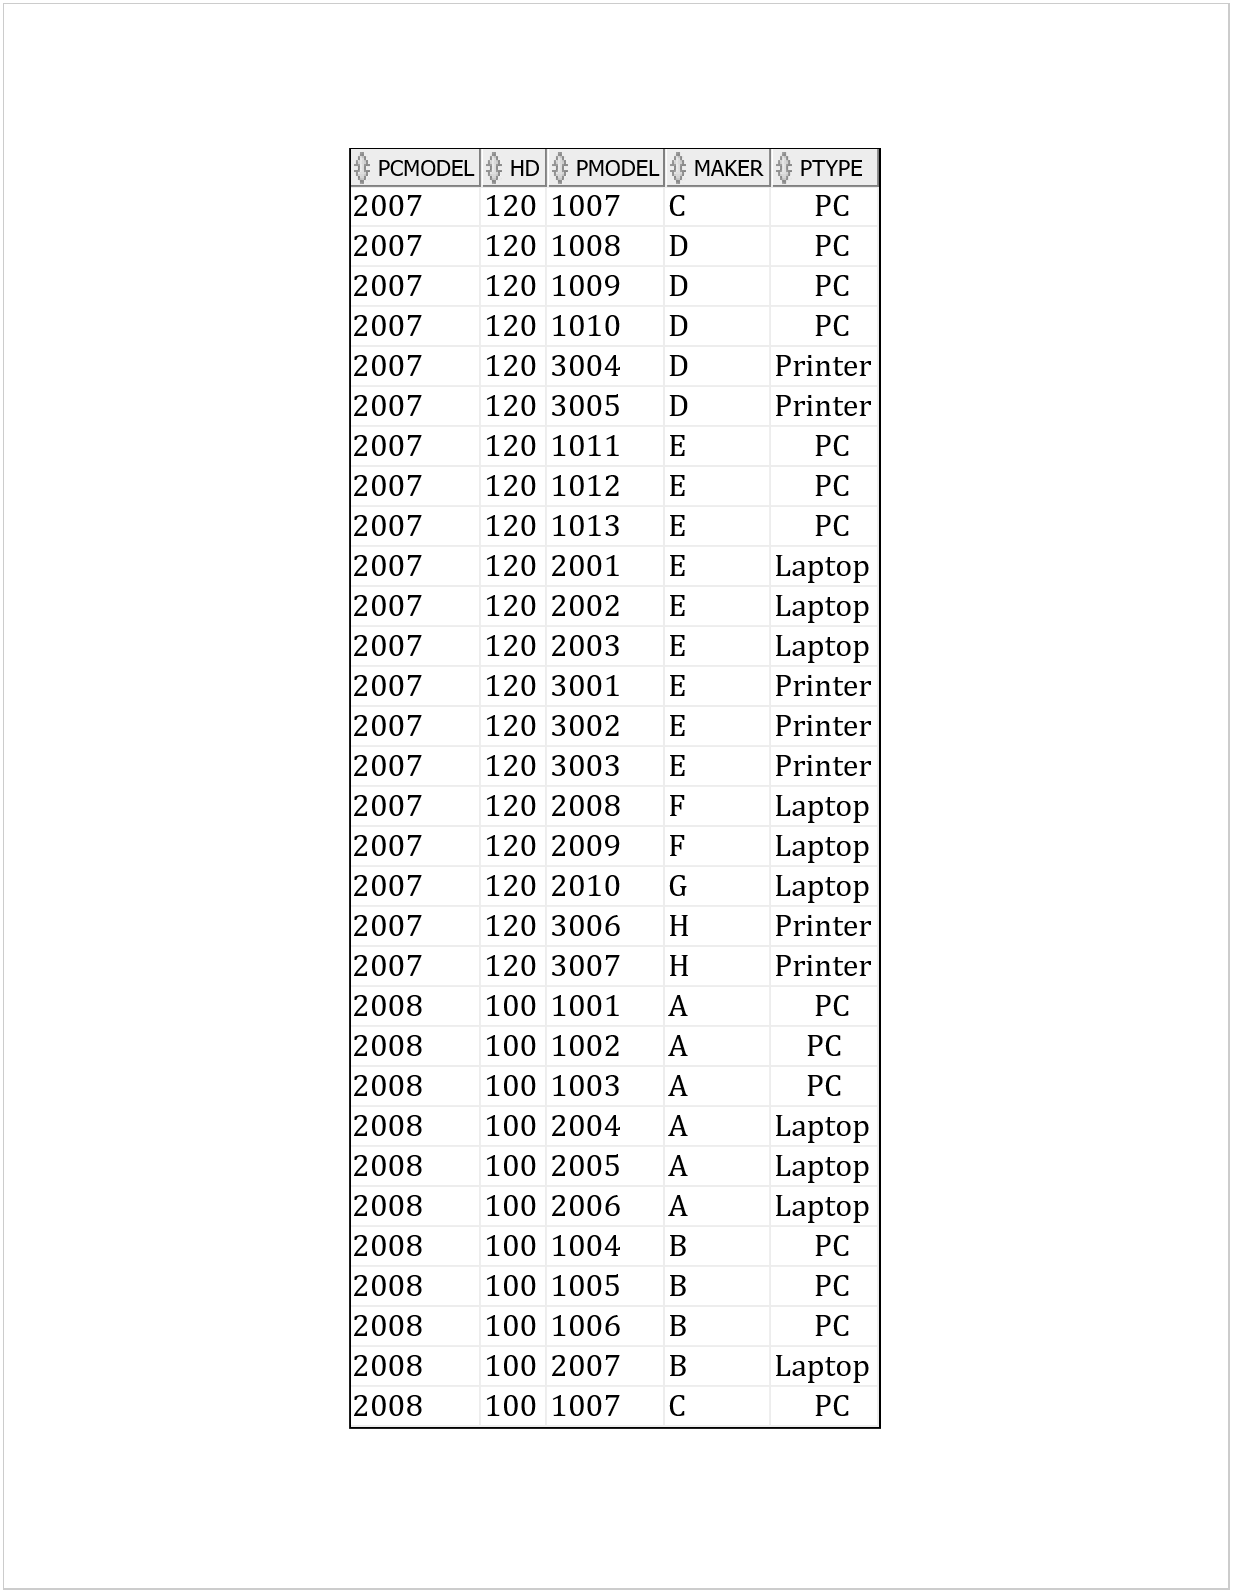 PCMODEL HD PMODEL MAKER PTYPE
2007 120 1007 C PC
2007 120 1008 D PC
2007 120 1009 D PC
2007 120 1010 D PC
2007 120 3004 D Printer
2007 120 3005 D Printer
2007 120 1011 E PC
2007 120 1012 E PC
2007 120 1013 E PC
2007 120 2001 E Laptop
2007 120 2002 E Laptop
2007 120 2003 E Laptop
2007 120 3001 E Printer
2007 120 3002 E Printer
2007 120 3003 E Printer
2007 120 2008 F Laptop
2007 120 2009 F Laptop
2007 120 2010 G Laptop
2007 120 3006 H Printer
2007 120 3007 H Printer
2008 100 1001 A PC
2008 100 1002 A PC
2008 100 1003 A PC
2008 100 2004 A Laptop
2008 100 2005 A Laptop
2008 100 2006 A Laptop
2008 100 1004 B PC
2008 100 1005 B PC
2008 100 1006 B PC
2008 100 2007 B Laptop
2008 100 1007 C PC